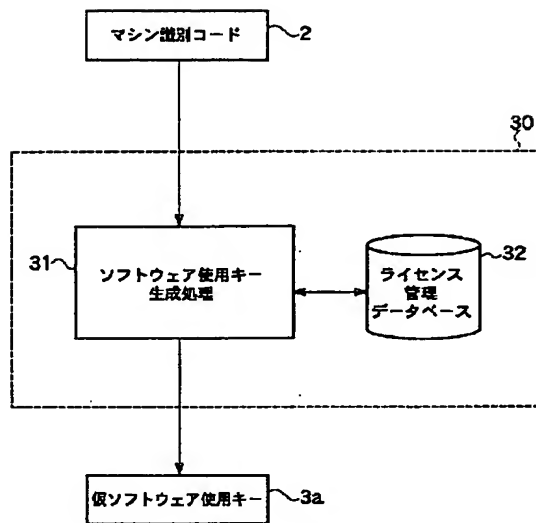 マシン識別コード
2
30
31
ソフトウェア使用キー
生成処理
32
ライセンス
管理
データベース
仮ソフトウェア使用キー
3a